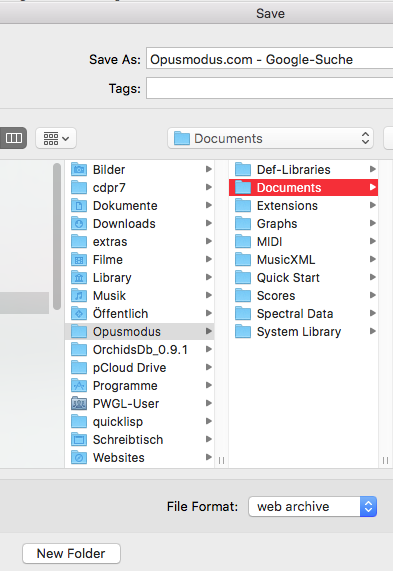 Save
Save As: Opusmodus.com – Google-Suche
Tags:
Documents
Bilder
cdpr7
Dokumente
Downloads
extras
Filme
Library
Musik
Öffentlich
Opusmodus
OrchidsDb_0.9.1
pCloud Drive
Programme
PWGL-User
quicklisp
Schreibtisch
Websites
Def-Libraries
Documents
Extensions
Graphs
MIDI
MusicXML
Quick Start
Scores
Spectral Data
System Library
File Format: web archive
New Folder